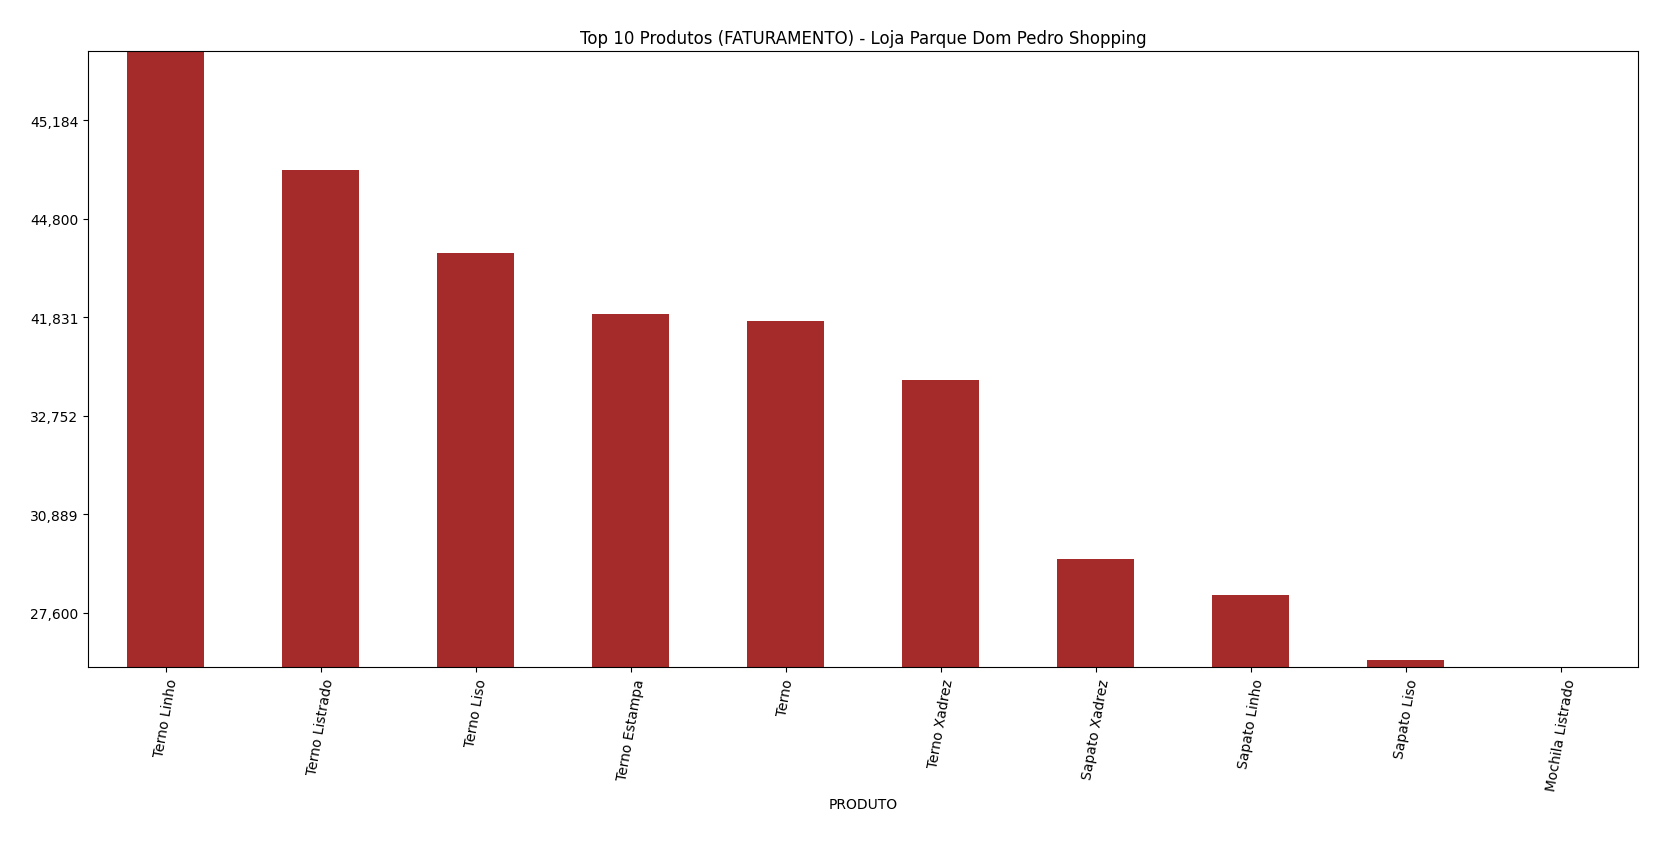 Top 10 Produtos (FATURAMENTO) - Loja Parque Dom Pedro Shopping
45,184
44,800
41,831
32,752
30,889
27,600
Terno Linho
Terno Listrado
Terno Liso
Terno Estampa
Terno
Terno Xadrez
Sapato Xadrez
Sapato Linho
Sapato Liso
Mochila Listrado
PRODUTO